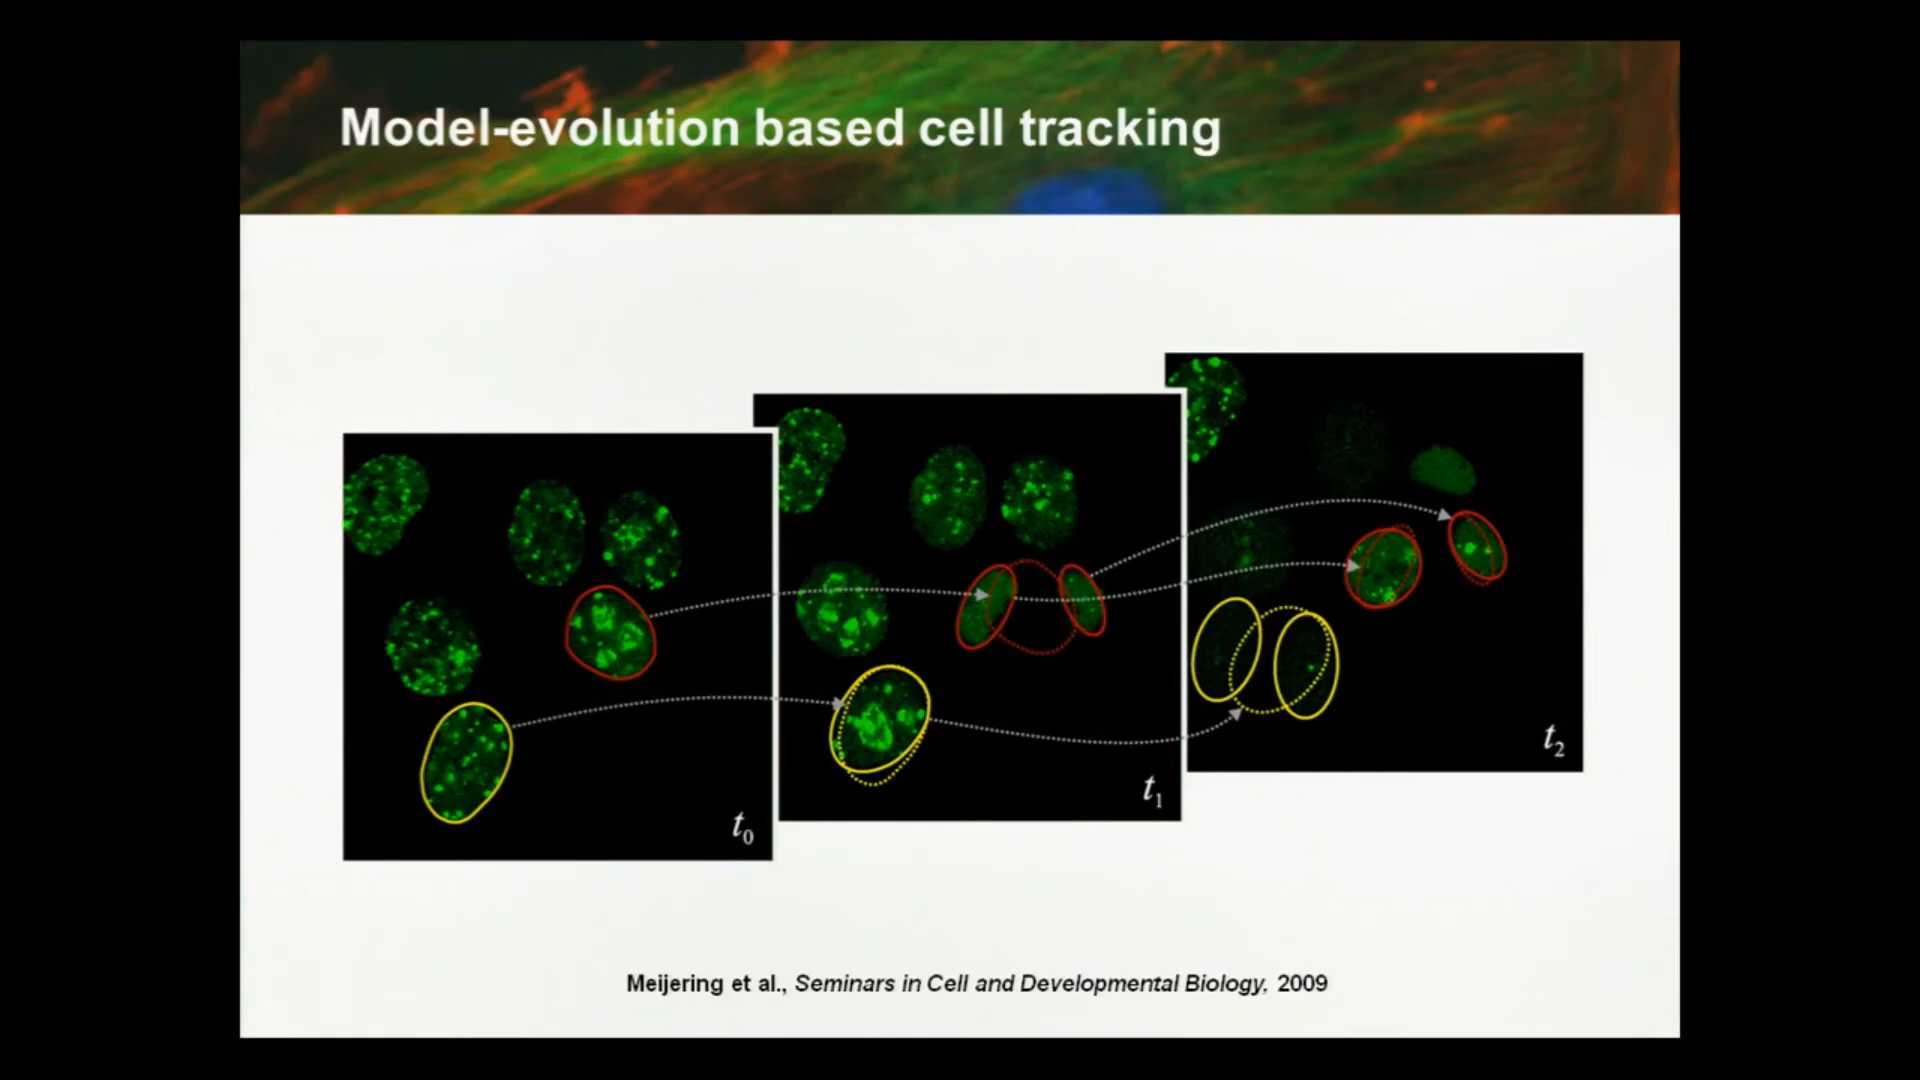 Model-evolution based cell tracking
t0
t1
t2
Meijering et al., Seminars in Cell and Developmental Biology, 2009